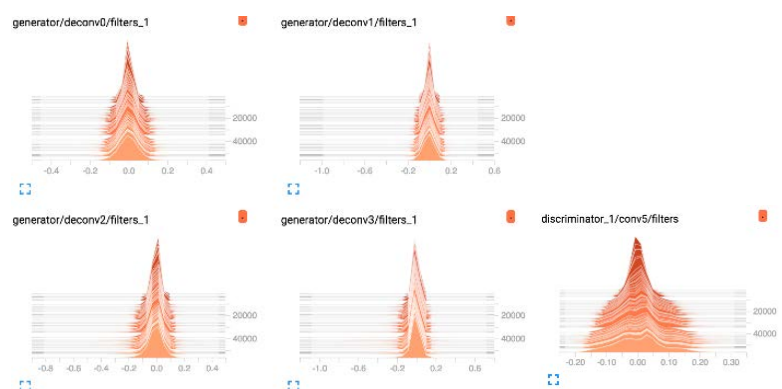 generator/deconv0/filters_1
generator/deconv1/filters_1
20000
40000
-0.4 -0.2 0.0 0.2 0.4
20000
40000
-1.0 -0.6 -0.2 0.2 0.6
generator/deconv2/filters_1
generator/deconv3/filters_1
discriminator_1/conv5/filters
20000
40000
-0.8 -0.6 -0.4 -0.2 0.0 0.2 0.4
20000
40000
-1.0 -0.6 -0.2 0.2 0.6
20000
40000
-0.20 -0.10 0.00 0.10 0.20 0.30